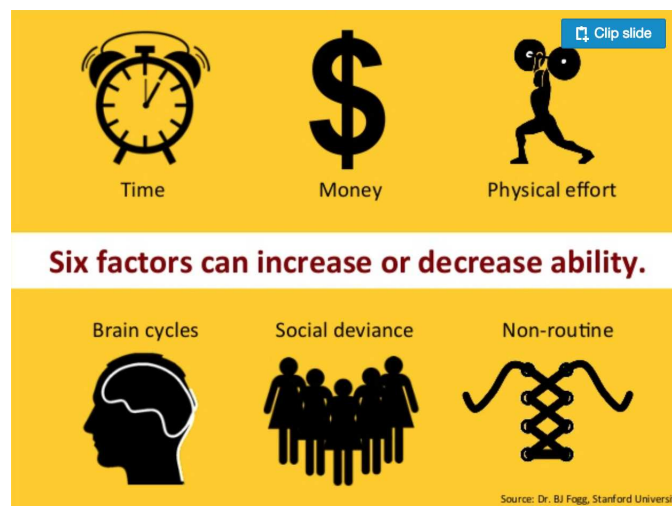 Clip slide
Time
Money
Physical effort
Six factors can increase or decrease ability.
Brain cycles
Social deviance
Non-routine
Source: Dr. BJ Fogg, Stanford Universi